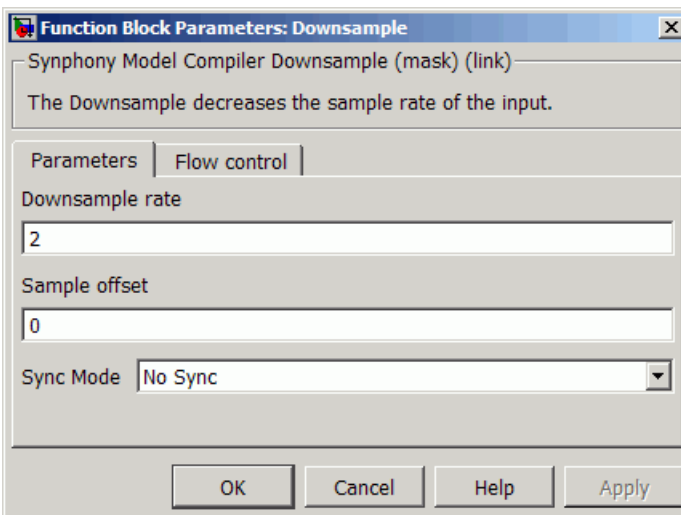 Function Block Parameters: Downsample
Synphony Model Compiler Downsample (mask) (link)
The Downsample decreases the sample rate of the input.
Parameters
Flow control
Downsample rate
2
Sample offset
0
Sync Mode No Sync
OK Cancel Help Apply